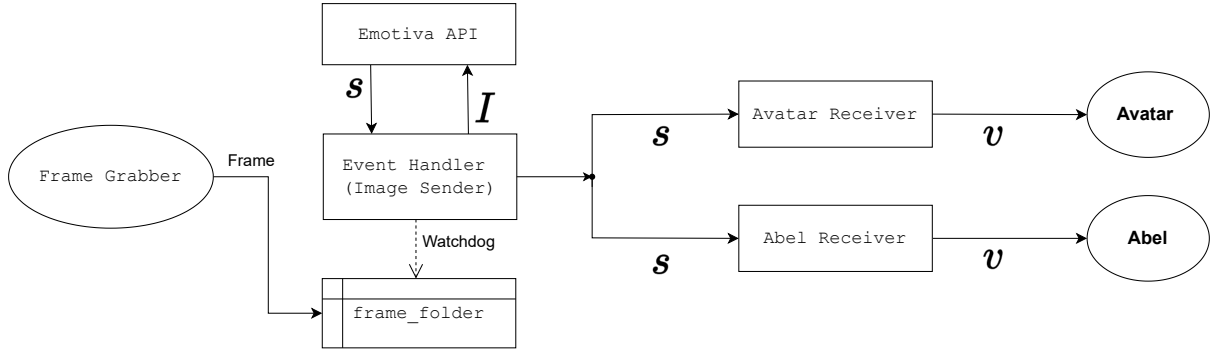 Emotiva API
s
I
Frame Grabber
Frame
Event Handler
(Image Sender)
Watchdog
frame_folder
s
Avatar Receiver
v
Avatar
s
Abel Receiver
v
Abel